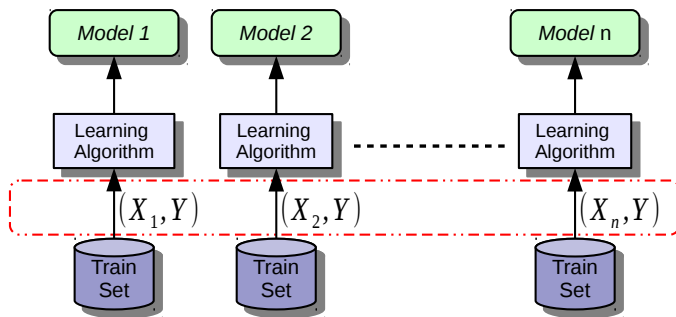 Model 1
Model 2
Model n
Learning
Algorithm
Learning
Algorithm
Learning
Algorithm
(X₁,Y)
(X₂,Y)
(Xₙ,Y)
Train
Set
Train
Set
Train
Set